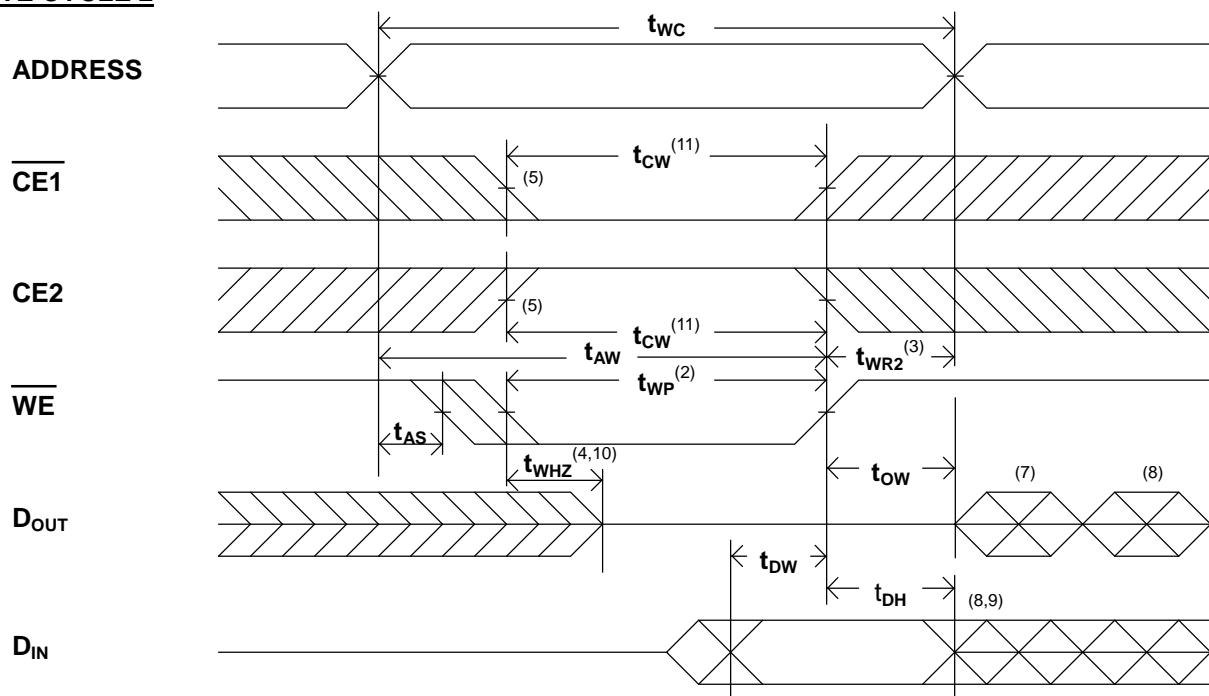 tWC
ADDRESS
CE1
tCW(11)
(5)
CE2
(5)
tCW(11)
tAW
tWR2(3)
WE
tWP(2)
tAS
tWHZ(4,10)
tOW
(7)
(8)
DOUT
tDW
tDH
(8,9)
DIN